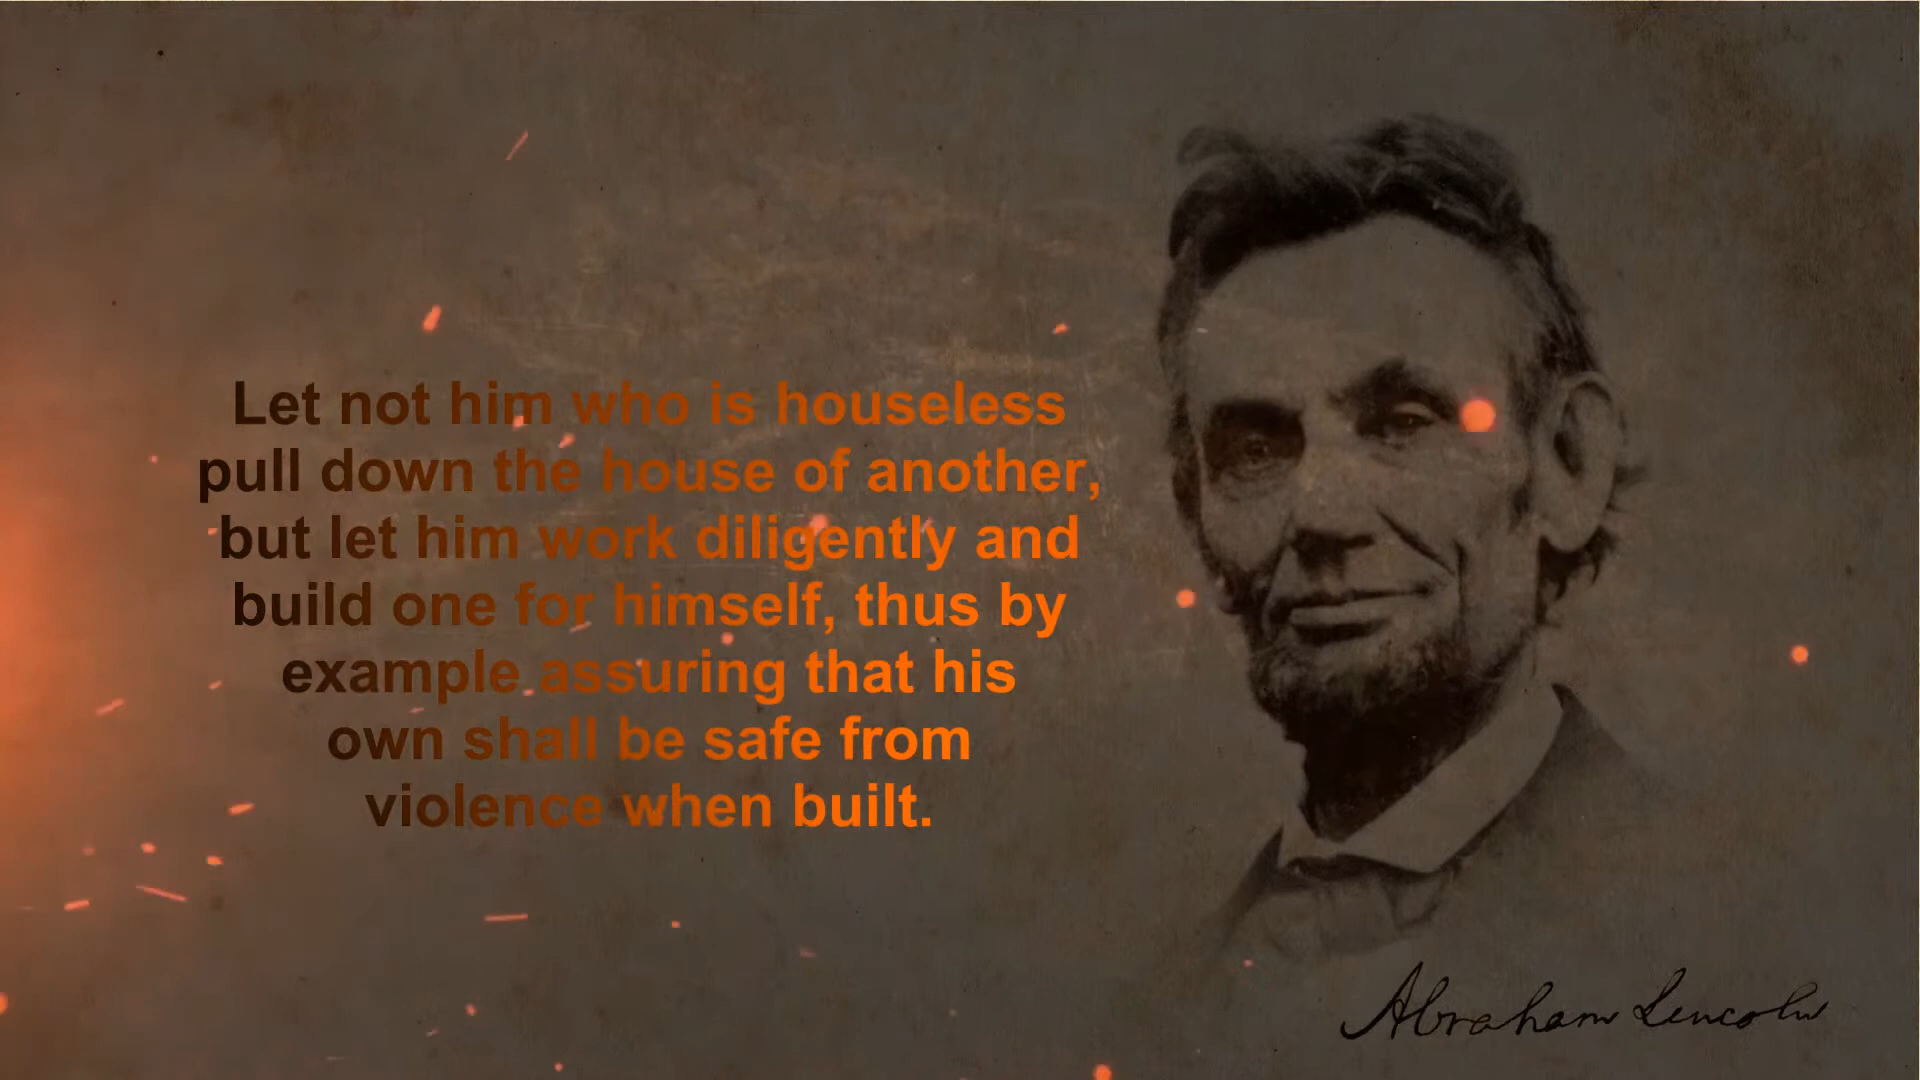 Let not him who is houseless
pull down the house of another,
but let him work diligently and
build one for himself, thus by
example assuring that his
own shall be safe from
violence when built.
Abraham Lincoln